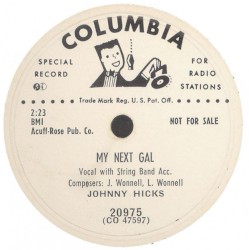 COLUMBIA
SPECIAL RECORD
FOR RADIO STATIONS
Trade Mark Reg. U.S. Pat. Off.
2:23
BMI
Acuff-Rose Pub. Co.
NOT FOR SALE
MY NEXT GAL
Vocal with String Band Acc.
Composers: J. Wonnell, L. Wonnell
JOHNNY HICKS
20975
(CO 47597)